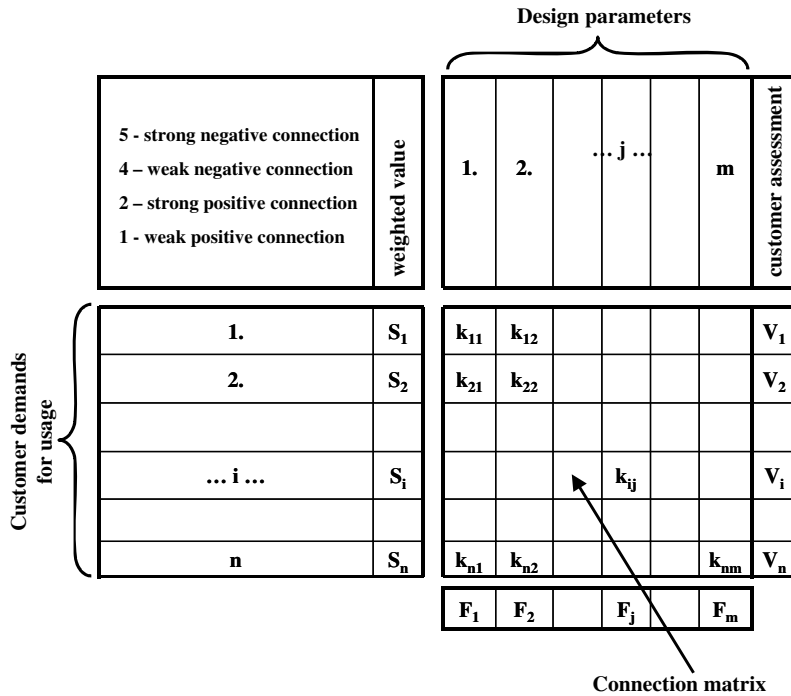 Design parameters
5 - strong negative connection
4 – weak negative connection
2 – strong positive connection
1 - weak positive connection
weighted value
1.
2.
... j ...
m
customer assessment
Customer demands
for usage
1.
S1
k11
k12
V1
2.
S2
k21
k22
V2
... i ...
Si
kij
Vi
n
Sn
kn1
kn2
knm
Vn
F1
F2
Fj
Fm
Connection matrix